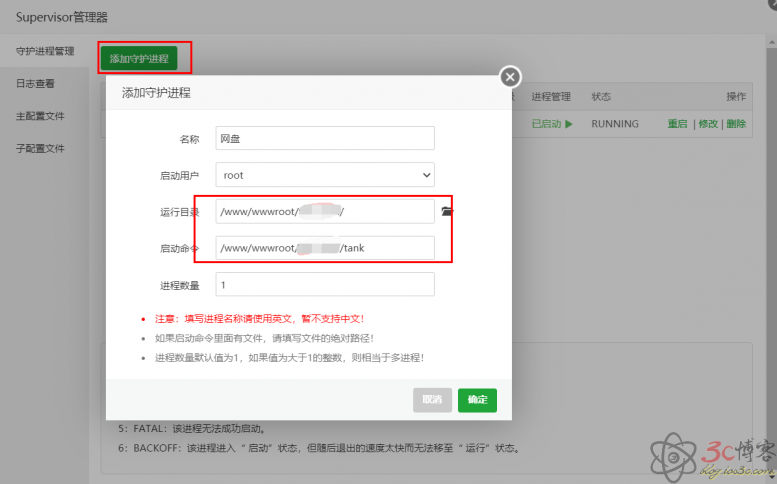 Supervisor管理器
守护进程管理
日志查看
主配置文件
子配置文件
添加守护进程
进程管理 状态 操作
已启动 RUNNING 重启 | 修改 | 删除
添加守护进程
名称 网盘
启动用户 root
运行目录 /www/wwwroot/ /
启动命令 /www/wwwroot/ /tank
进程数量 1
注意：填写进程名称请使用英文，暂不支持中文！
如果启动命令里面有文件，请填写文件的绝对路径！
进程数量默认值为1，如果值为大于1的整数，则相当于多进程！
取消 确定
5：FATAL：该进程无法成功启动。
6：BACKOFF：该进程进入“ 启动”状态，但随后退出的速度太快而无法移至“ 运行”状态。
3c博客
blog.ios3c.com